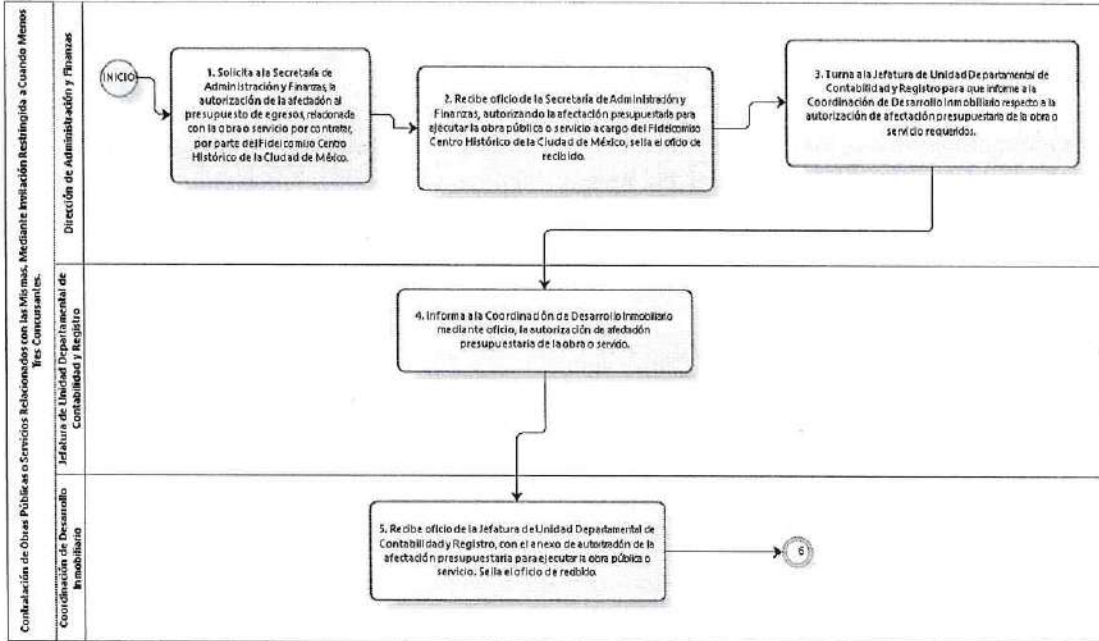 Contratación de Obras Públicas o Servicios Relacionados con las Mismas, Mediante Invitación Restringida a Cuando Menos
Tres Concursantes.
Dirección de Administración y Finanzas
INICIO
1. Solicita a la Secretaría de
Administración y Finanzas, la
autorización de la afectación al
presupuesto de egresos, relacionada
con la obra o servicio por contratar,
por parte del Fideicomiso Centro
Histórico de la Ciudad de México.
2. Recibe oficio de la Secretaría de Administración y
Finanzas, autorizando la afectación presupuestaria para
ejecutar la obra pública o servicio a cargo del Fideicomiso
Centro Histórico de la Ciudad de México, sella el oficio de
recibido.
3. Turna a la Jefatura de Unidad Departamental de
Contabilidad y Registro para que informe a la
Coordinación de Desarrollo Inmobiliario respecto a la
autorización de afectación presupuestaria de la obra o
servicio requeridos.
Jefatura de Unidad Departamental de
Contabilidad y Registro
4. Informa a la Coordinación de Desarrollo Inmobiliario
mediante oficio, la autorización de afectación
presupuestaria de la obra o servicio.
Coordinación de Desarrollo
Inmobiliario
5. Recibe oficio de la Jefatura de Unidad Departamental de
Contabilidad y Registro, con el anexo de autorización de la
afectación presupuestaria para ejecutar la obra pública o
servicio. Sella el oficio de recibido.
6